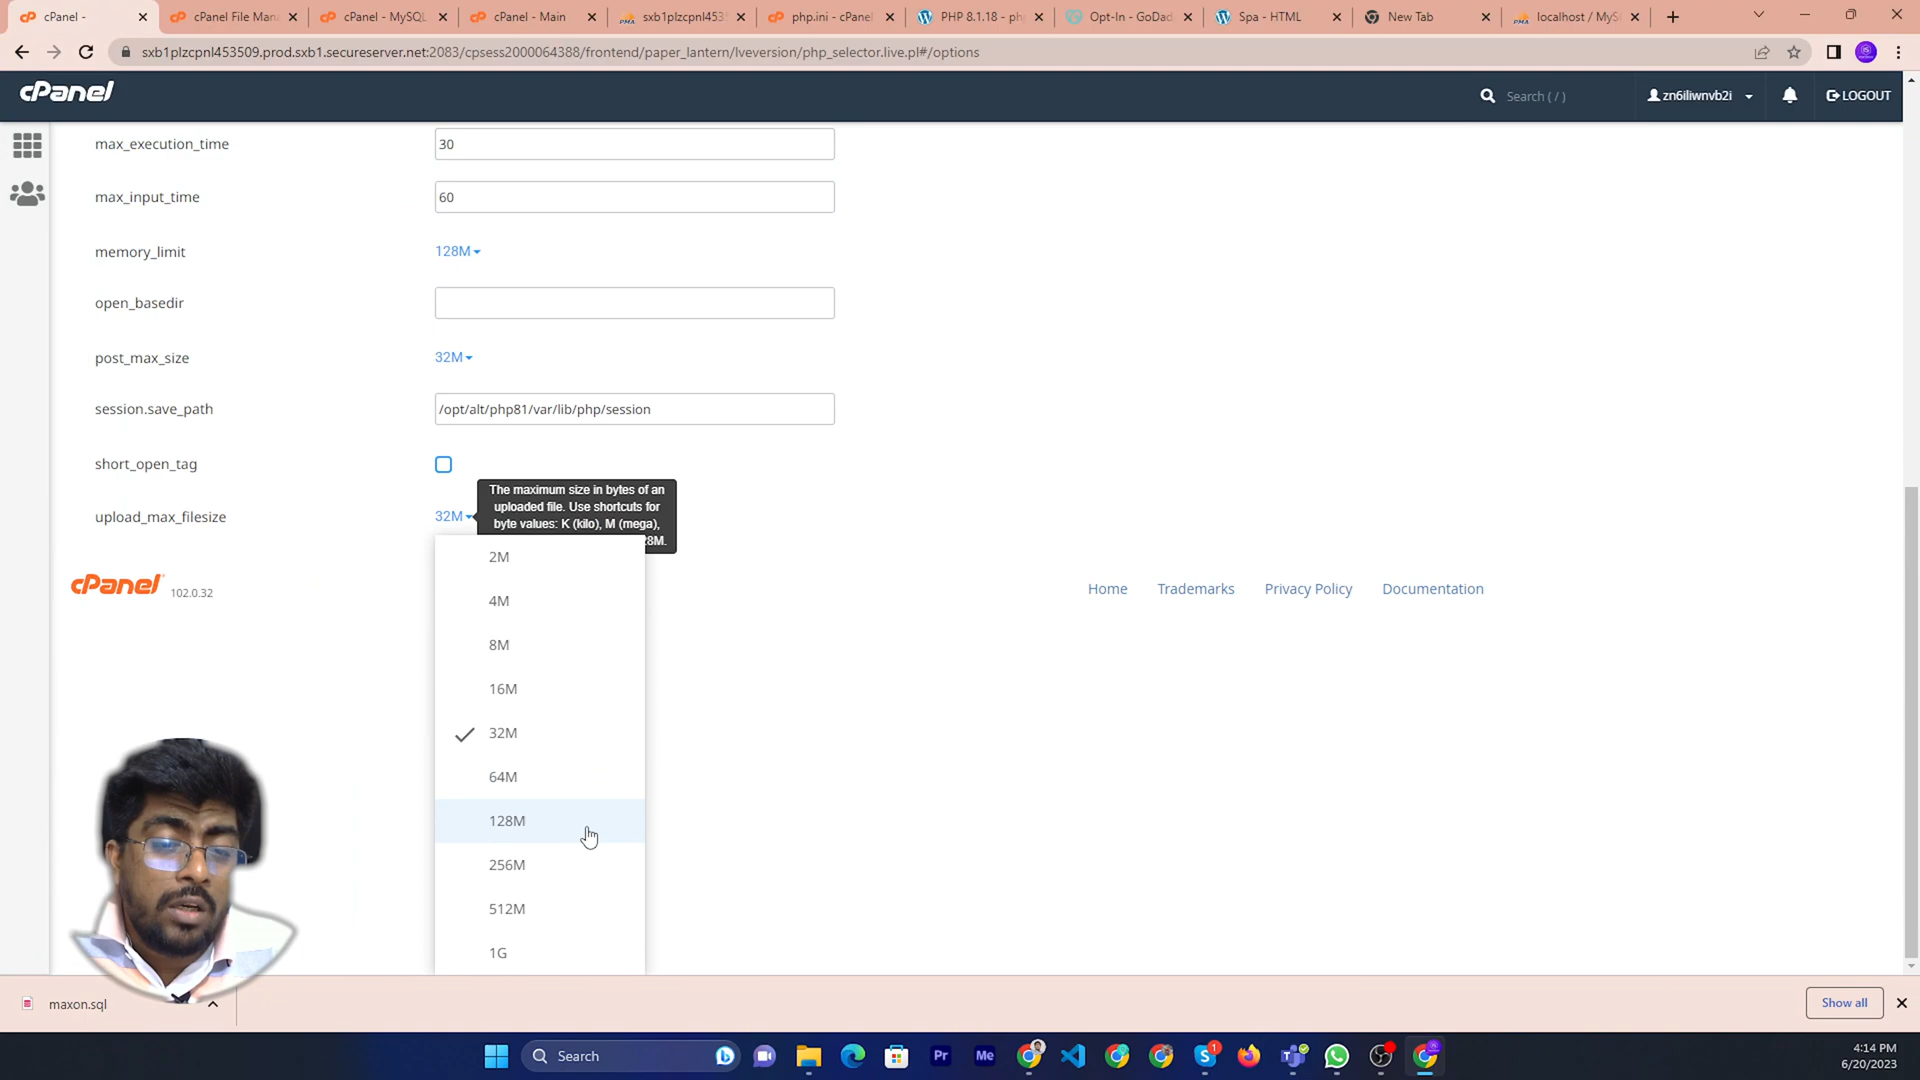 cPanel -
cPanel File Man
cPanel - MySQL
cPanel - Main
sxb1plzcpnl453
php.ini - cPanel
PHP 8.1.18 - ph
Opt-In - GoDad
Spa - HTML
New Tab
localhost / MyS
sxb1plzcpnl453509.prod.sxb1.secureserver.net:2083/cpsess2000064388/frontend/paper_lantern/lveversion/php_selector.live.pl#/options
cPanel
Search ( / )
zn6iliwnvb2i
LOGOUT
max_execution_time
30
max_input_time
60
memory_limit
128M
open_basedir
post_max_size
32M
session.save_path
/opt/alt/php81/var/lib/php/session
short_open_tag
upload_max_filesize
32M
The maximum size in bytes of an
uploaded file. Use shortcuts for
byte values: K (kilo), M (mega),
28M.
2M
4M
8M
16M
32M
64M
128M
256M
512M
1G
cPanel
102.0.32
Home
Trademarks
Privacy Policy
Documentation
maxon.sql
Show all
Search
Pr
Me
1
4:14 PM
6/20/2023